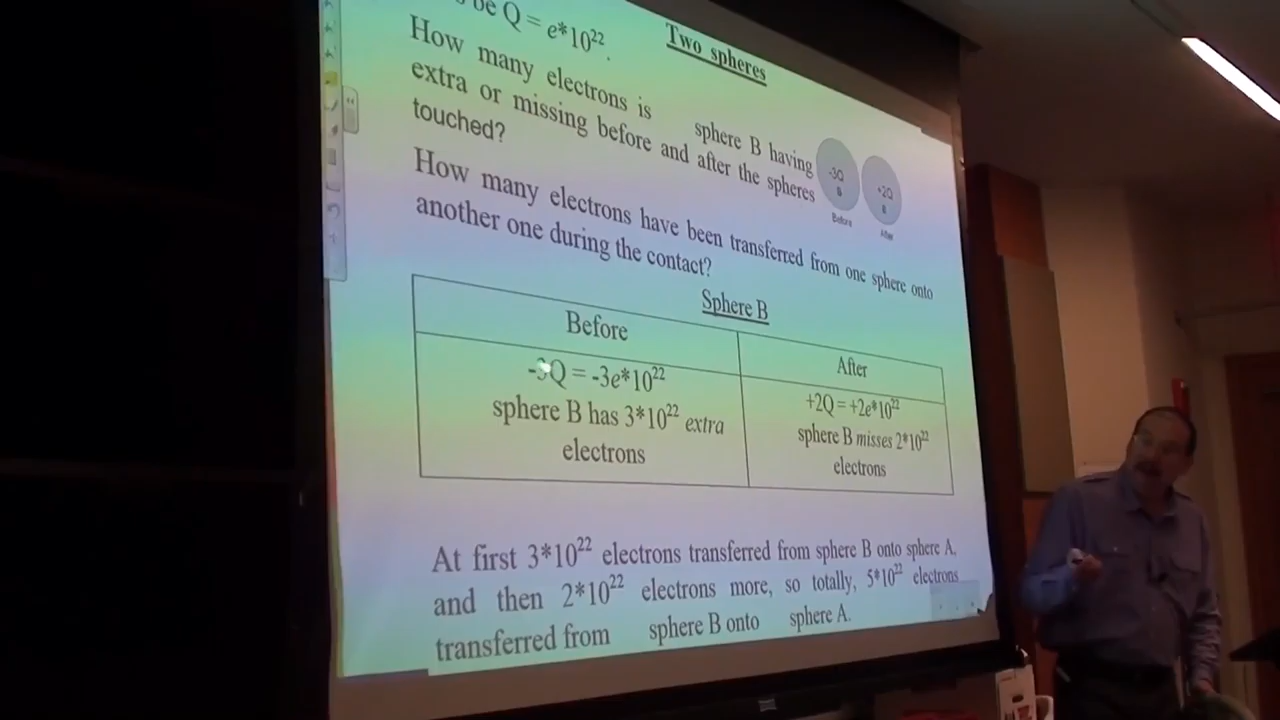 be Q = e*10²².
Two spheres
How many electrons is sphere B having
extra or missing before and after the spheres
touched?
-3Q
B
Before
+2Q
B
After
How many electrons have been transferred from one sphere onto
another one during the contact?
Sphere B
Before
After
-3Q = -3e*10²²
sphere B has 3*10²² extra
electrons
+2Q = +2e*10²²
sphere B misses 2*10²²
electrons
At first 3*10²² electrons transferred from sphere B onto sphere A.
and then 2*10²² electrons more, so totally, 5*10²² electrons
transferred from sphere B onto sphere A.